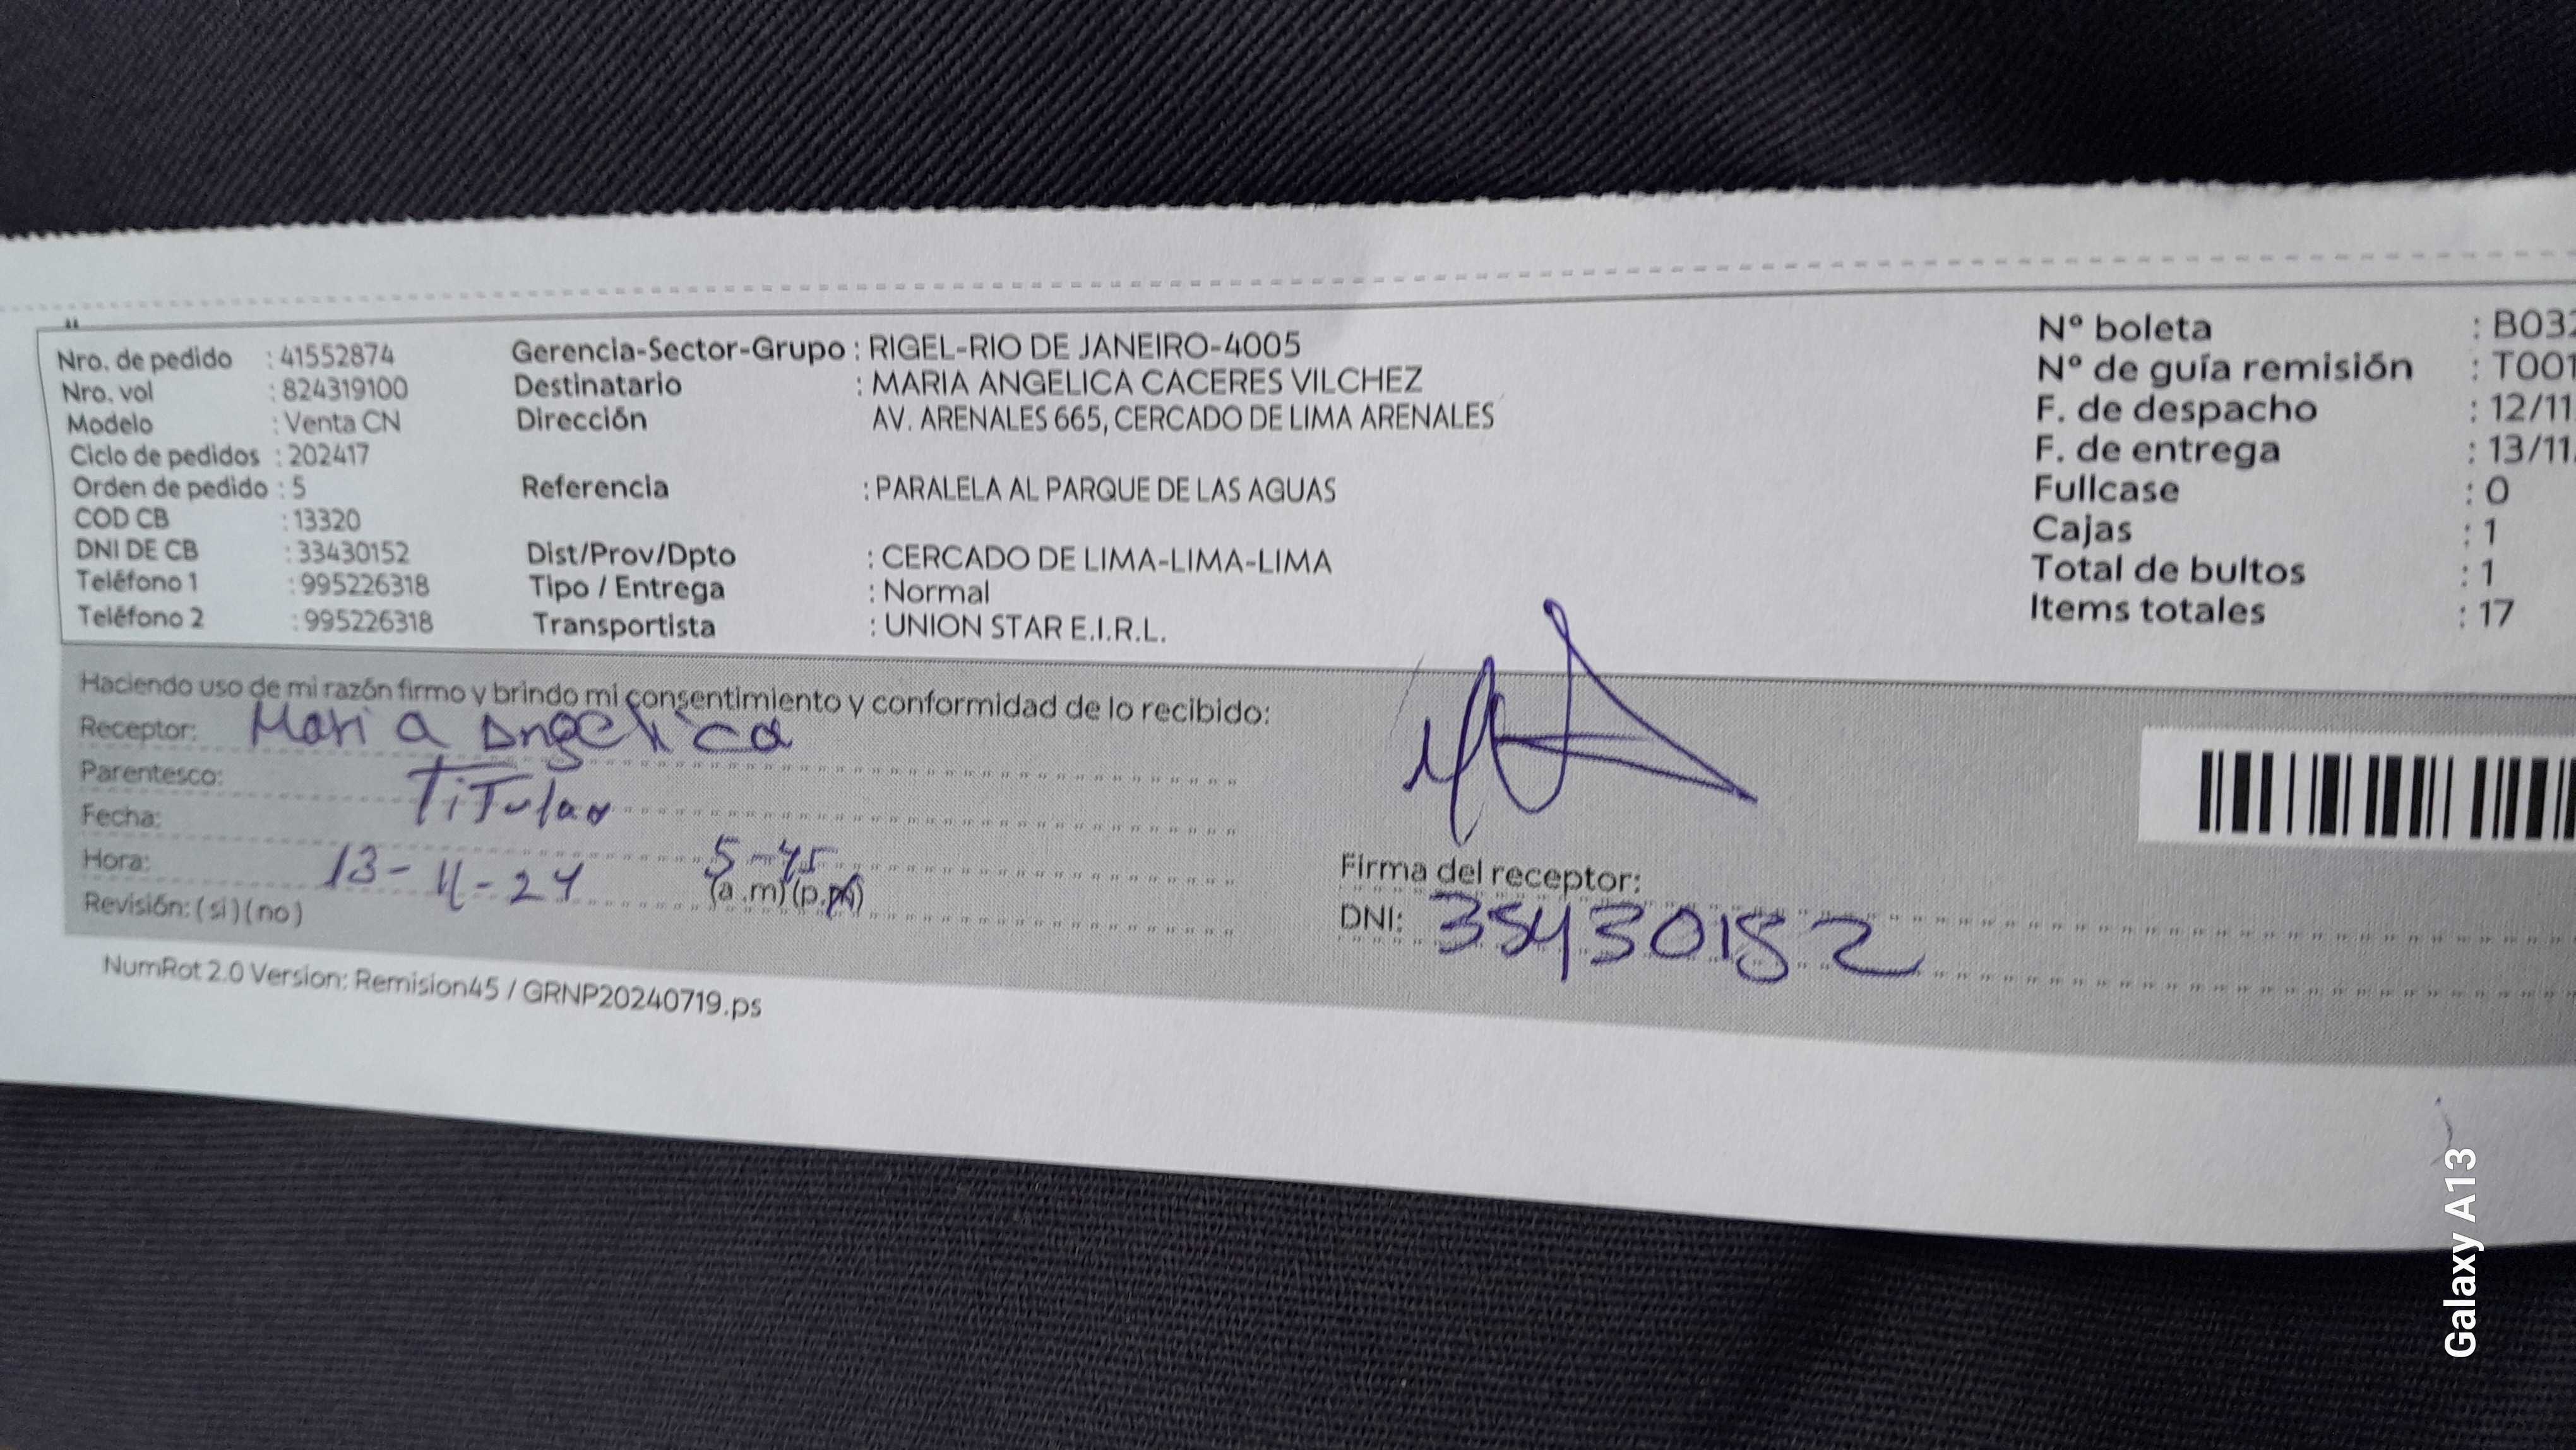 Nro. de pedido : 41552874
Nro. vol : 824319100
Modelo : Venta CN
Ciclo de pedidos : 202417
Orden de pedido : 5
COD CB : 13320
DNI DE CB : 33430152
Teléfono 1 : 995226318
Teléfono 2 : 995226318
Gerencia-Sector-Grupo : RIGEL-RIO DE JANEIRO-4005
Destinatario : MARIA ANGELICA CACERES VILCHEZ
Dirección AV. ARENALES 665, CERCADO DE LIMA ARENALES
Referencia : PARALELA AL PARQUE DE LAS AGUAS
Dist/Prov/Dpto : CERCADO DE LIMA-LIMA-LIMA
Tipo / Entrega : Normal
Transportista : UNION STAR E.I.R.L.
Nº boleta : B032
Nº de guía remisión : T001
F. de despacho : 12/11
F. de entrega : 13/11
Fullcase : 0
Cajas : 1
Total de bultos : 1
Items totales : 17
Haciendo uso de mi razón firmo y brindo mi consentimiento y conformidad de lo recibido:
Receptor: Maria Angelica
Parentesco: Titular
Fecha:
Hora: 13-11-24 5-45 (a.m) (p.m)
Revisión: (si) (no)
Firma del receptor:
DNI: 35430152
NumRot 2.0 Version: Remision45 / GRNP20240719.ps
Galaxy A13